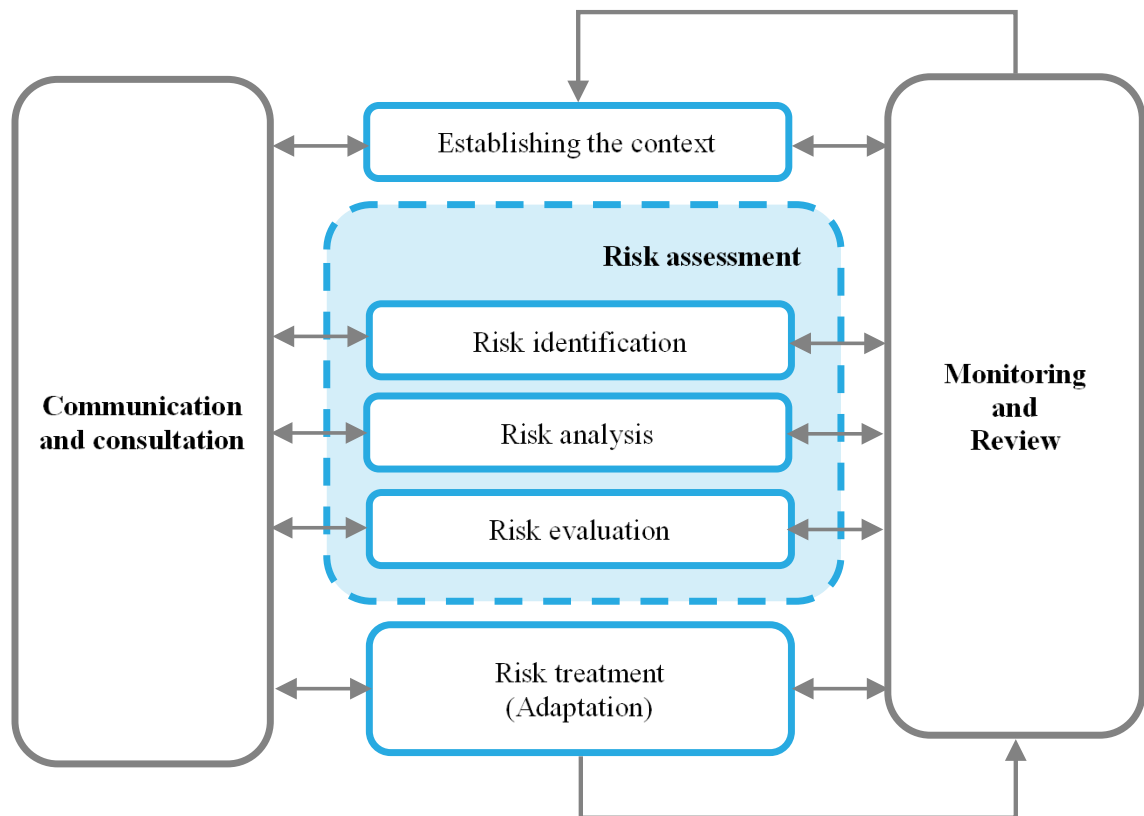 Establishing the context
Risk assessment
Risk identification
Risk analysis
Risk evaluation
Risk treatment
(Adaptation)
Communication
and consultation
Monitoring
and
Review